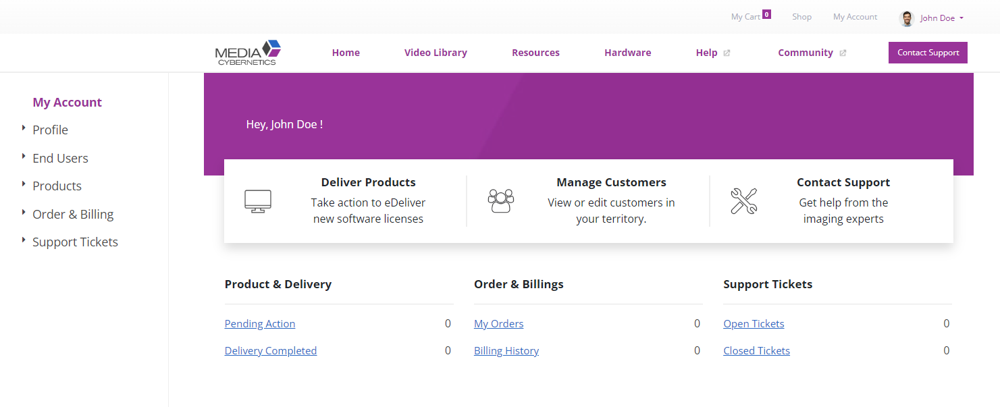 My Cart 0 Shop My Account John Doe
MEDIA
CYBERNETICS
Home Video Library Resources Hardware Help Community Contact Support
My Account
Profile
End Users
Products
Order & Billing
Support Tickets
Hey, John Doe !
Deliver Products
Take action to eDeliver
new software licenses
Manage Customers
View or edit customers in
your territory.
Contact Support
Get help from the
imaging experts
Product & Delivery
Pending Action 0
Delivery Completed 0
Order & Billings
My Orders 0
Billing History 0
Support Tickets
Open Tickets 0
Closed Tickets 0